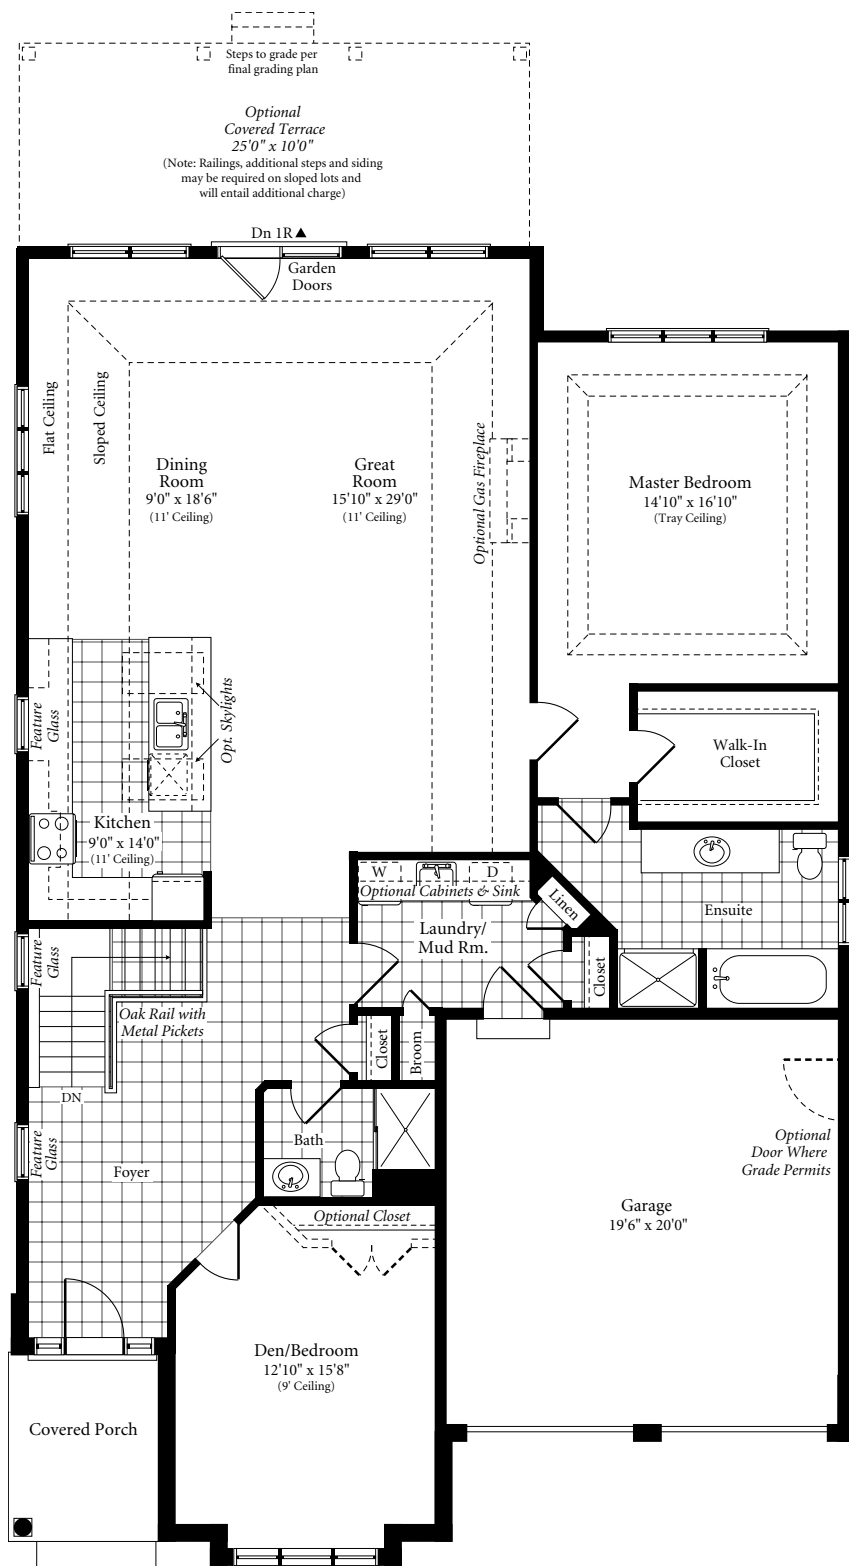 Steps to grade per
final grading plan
Optional
Covered Terrace
25'0" x 10'0"
(Note: Railings, additional steps and siding
may be required on sloped lots and
will entail additional charge)
Dn 1R▲
Garden
Doors
Flat Ceiling
Sloped Ceiling
Dining
Room
9'0" x 18'6"
(11' Ceiling)
Great
Room
15'10" x 29'0"
(11' Ceiling)
Optional Gas Fireplace
Master Bedroom
14'10" x 16'10"
(Tray Ceiling)
Feature
Glass
Opt. Skylights
Walk-In
Closet
Kitchen
9'0" x 14'0"
(11' Ceiling)
W
D
Optional Cabinets & Sink
Linen
Ensuite
Laundry/
Mud Rm.
Closet
Feature
Glass
Oak Rail with
Metal Pickets
Closet
Broom
DN
Feature
Glass
Foyer
Bath
Optional
Door Where
Grade Permits
Garage
19'6" x 20'0"
Optional Closet
Den/Bedroom
12'10" x 15'8"
(9' Ceiling)
Covered Porch